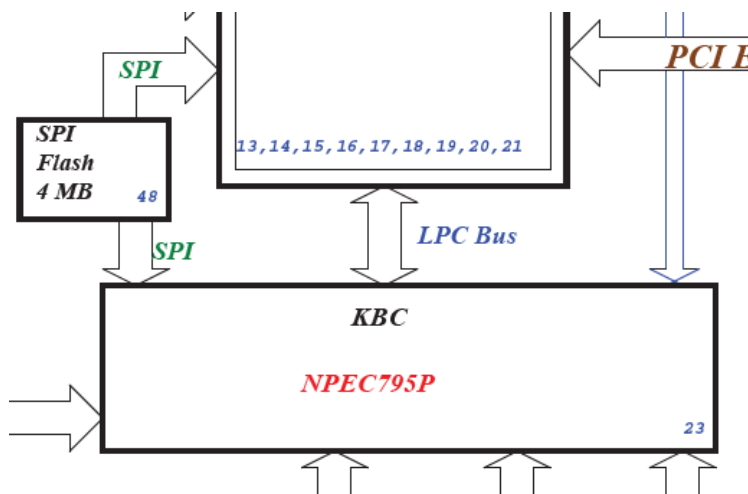 SPI
PCI E
SPI
Flash
4 MB
48
13,14,15,16,17,18,19,20,21
LPC Bus
SPI
KBC
NPEC795P
23